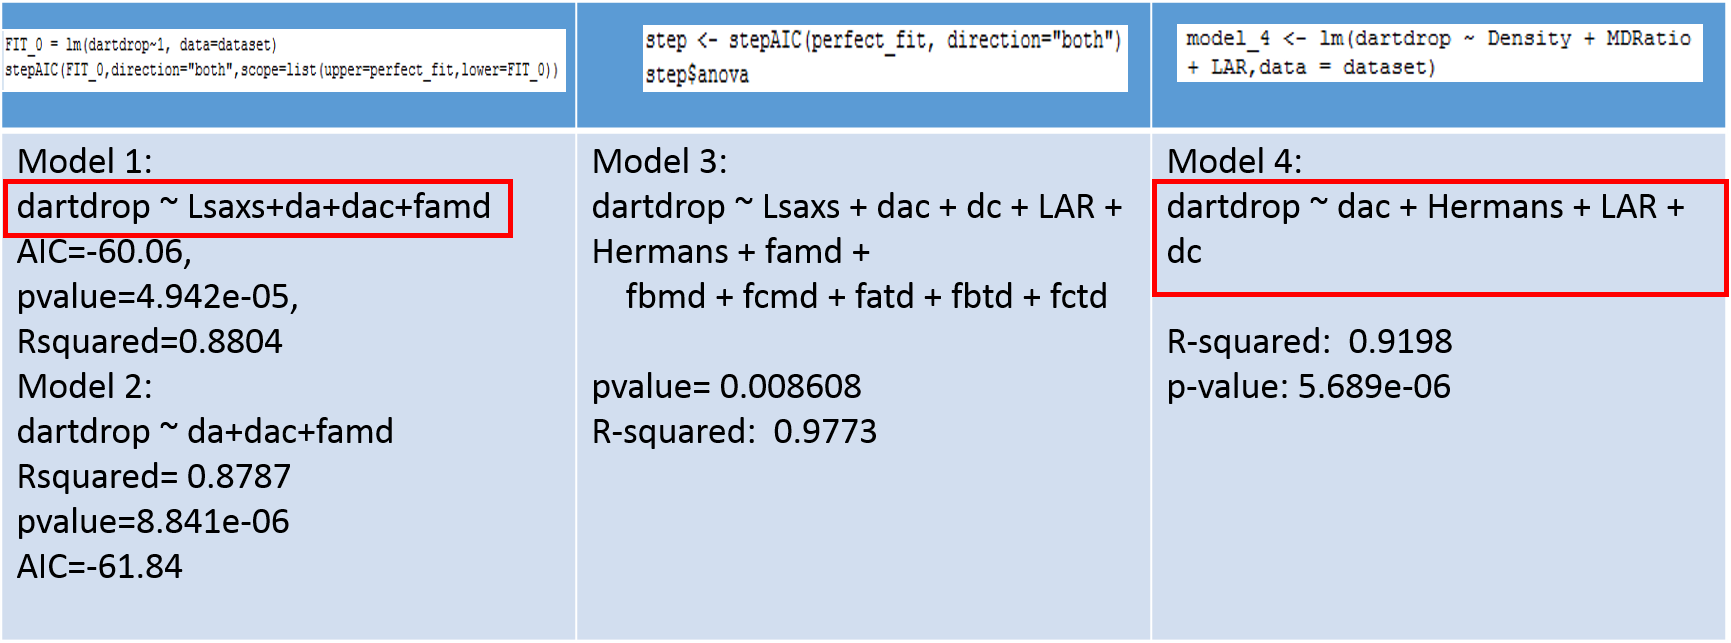 FIT_0 = lm(dartdrop~1, data=dataset)
stepAIC(FIT_0,direction="both",scope=list(upper=perfect_fit,lower=FIT_0))
step <- stepAIC(perfect_fit, direction="both")
step$anova
model_4 <- lm(dartdrop ~ Density + MDRatio
+ LAR,data = dataset)
Model 1:
dartdrop ~ Lsaxs+da+dac+famd
AIC=-60.06,
pvalue=4.942e-05,
Rsquared=0.8804
Model 2:
dartdrop ~ da+dac+famd
Rsquared= 0.8787
pvalue=8.841e-06
AIC=-61.84
Model 3:
dartdrop ~ Lsaxs + dac + dc + LAR +
Hermans + famd +
fbmd + fcmd + fatd + fbtd + fctd
pvalue= 0.008608
R-squared:  0.9773
Model 4:
dartdrop ~ dac + Hermans + LAR +
dc
R-squared:  0.9198
p-value: 5.689e-06